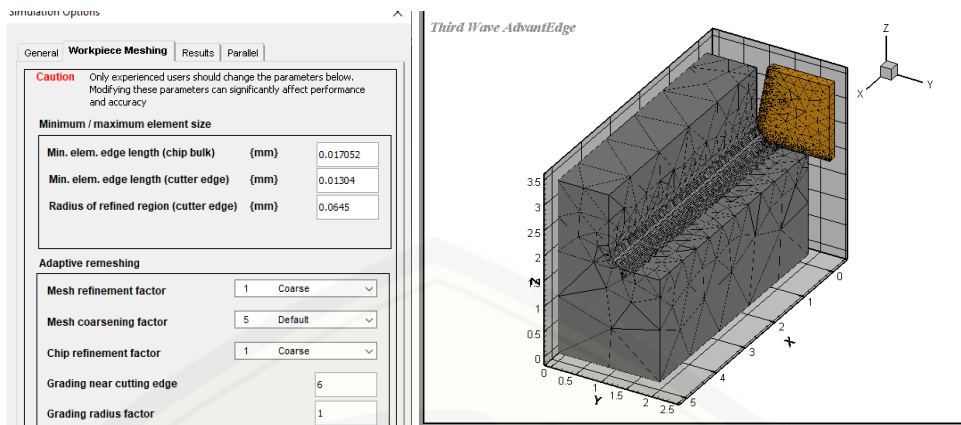 Simulation Options
General Workpiece Meshing Results Parallel
Caution Only experienced users should change the parameters below.
Modifying these parameters can significantly affect performance
and accuracy
Minimum / maximum element size
Min. elem. edge length (chip bulk) {mm} 0.017052
Min. elem. edge length (cutter edge) {mm} 0.01304
Radius of refined region (cutter edge) {mm} 0.0645
Adaptive remeshing
Mesh refinement factor 1 Coarse
Mesh coarsening factor 5 Default
Chip refinement factor 1 Coarse
Grading near cutting edge 6
Grading radius factor 1
Third Wave AdvantEdge
Z
Y
X
3.5
3
2.5
2
Z
1.5
1
0.5
0
0 0.5 1 1.5 2 2.5
Y
5
4
3
2
1
0
X